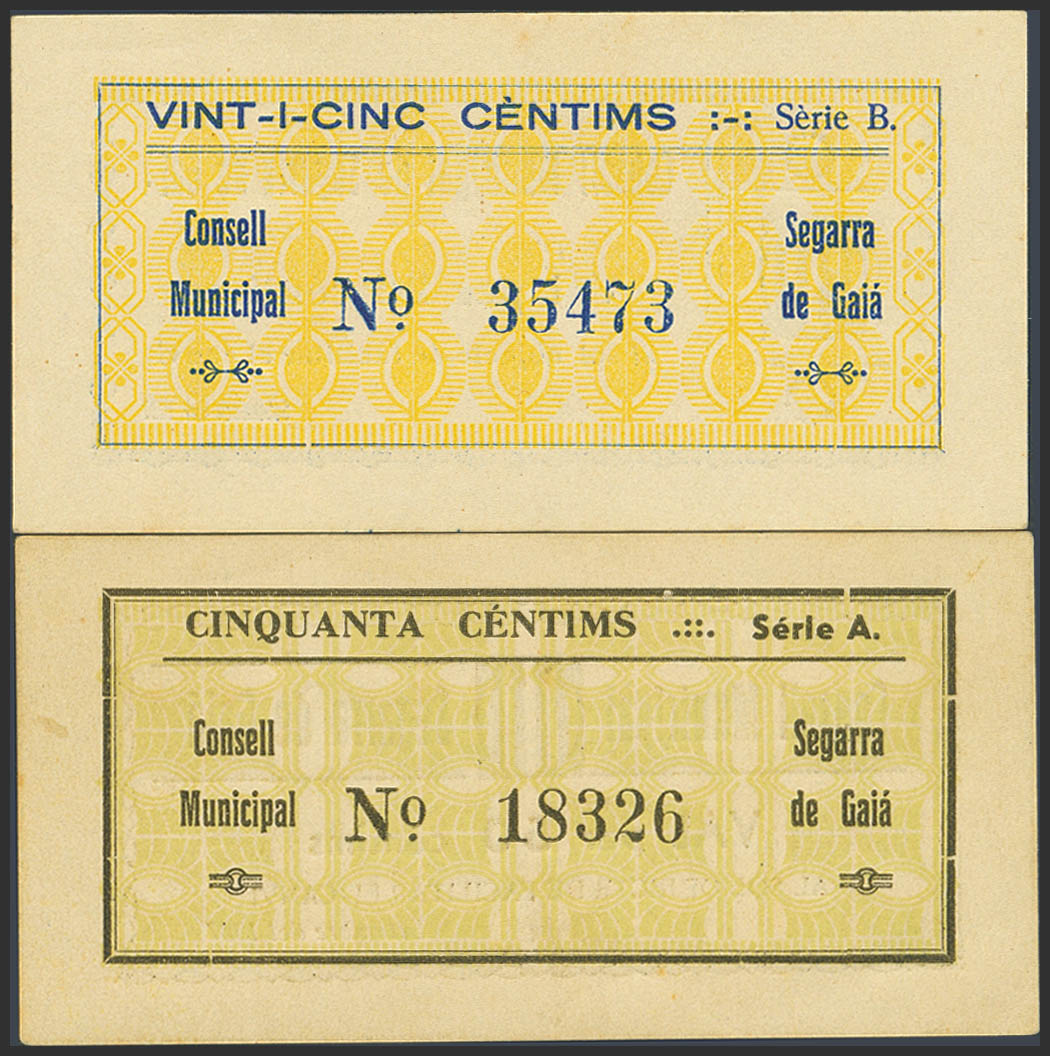 VINT-I-CINC CÈNTIMS :-: Sèrie B.
Consell Municipal
Segarra de Gaiá
Nº 35473
CINQUANTA CÉNTIMS .::. Série A.
Consell Municipal
Segarra de Gaiá
Nº 18326